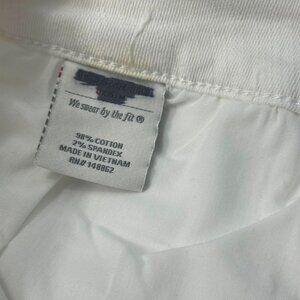 We swear by the fit ®
98% COTTON
2% SPANDEX
MADE IN VIETNAM
RN# 148862